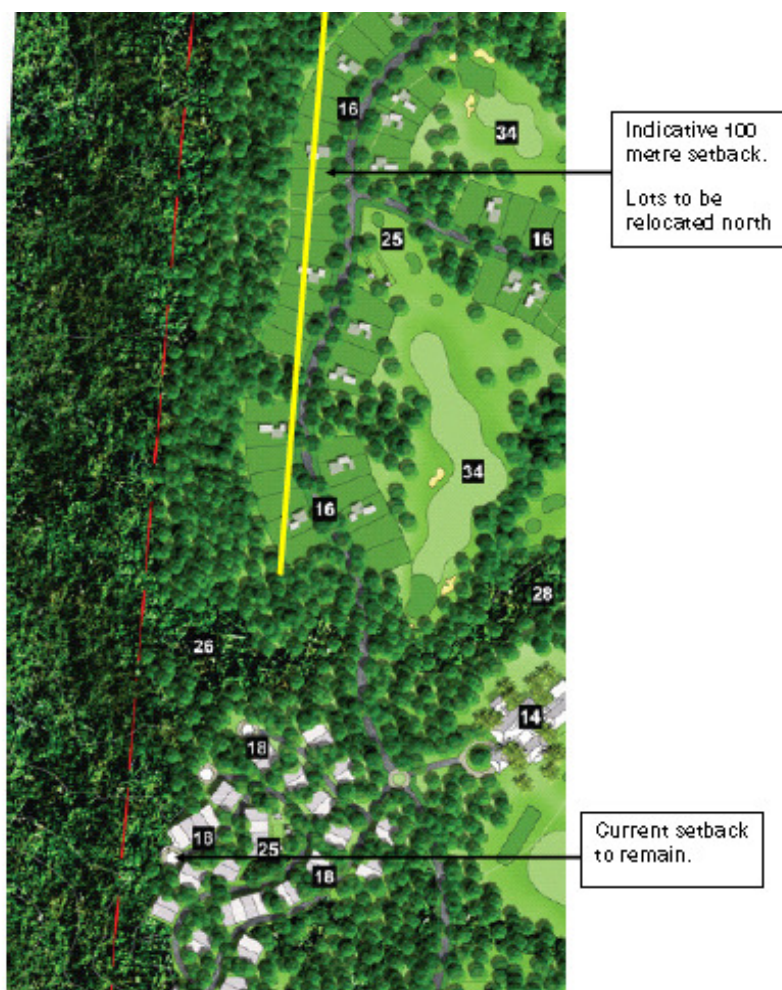 16
34
Indicative 100
metre setback.
Lots to be
relocated north
25
16
34
16
28
26
14
18
18
25
18
Current setback
to remain.